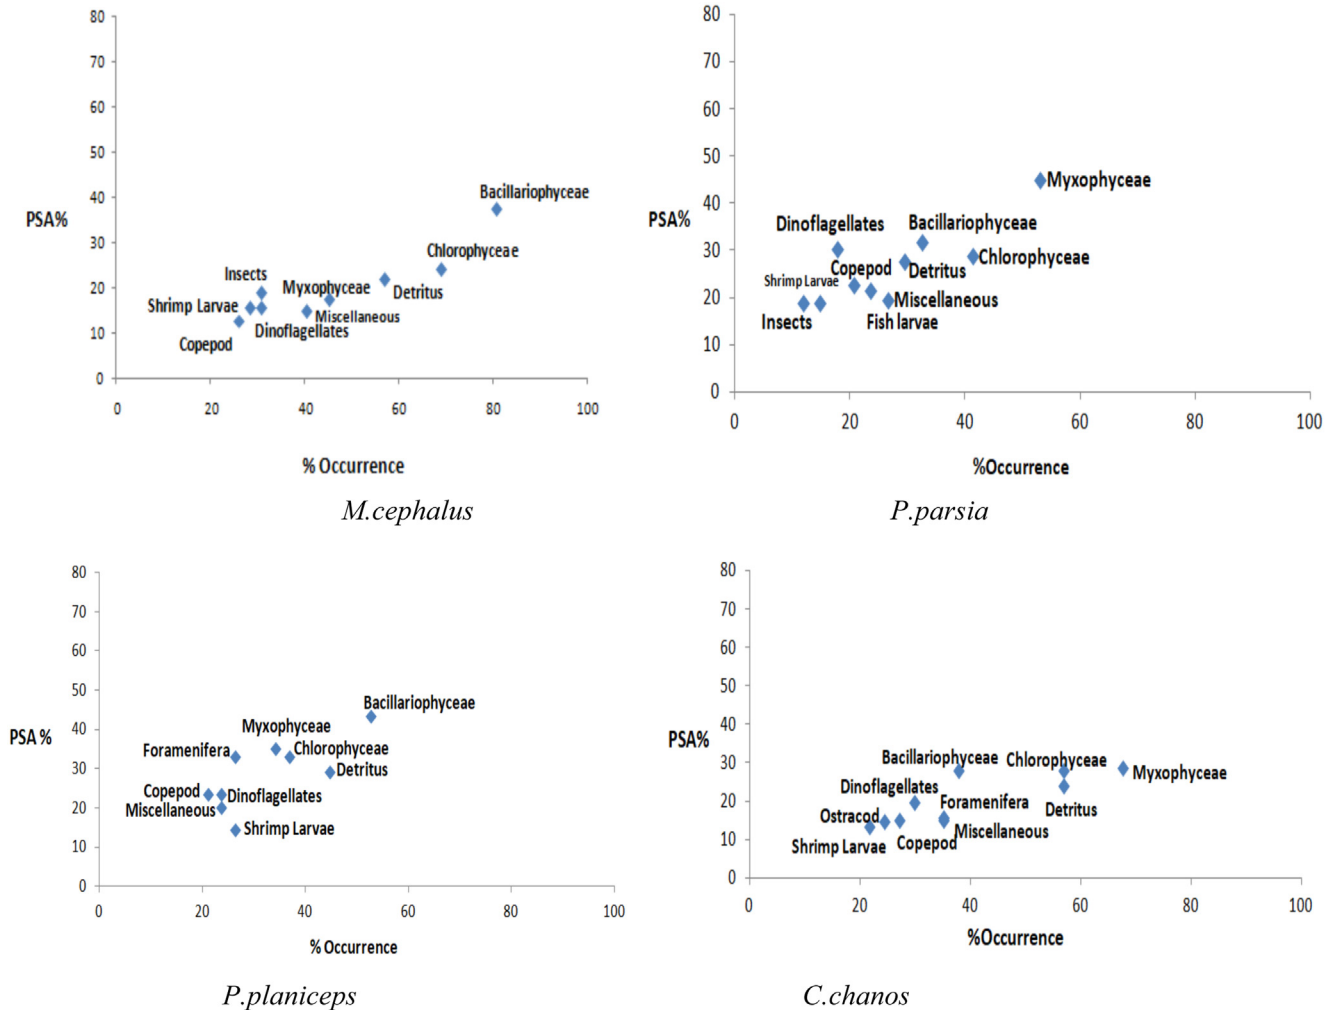 80
70
60
50
40
30
20
10
0
PSA%
Bacillariophyceae
Chlorophyceae
Insects
Myxophyceae
Detritus
Shrimp Larvae
Miscellaneous
Dinoflagellates
Copepod
0 20 40 60 80 100
% Occurrence
M.cephalus
80
70
60
50
40
30
20
10
0
PSA%
Myxophyceae
Dinoflagellates
Bacillariophyceae
Chlorophyceae
Copepod
Detritus
Shrimp Larvae
Miscellaneous
Insects
Fish larvae
0 20 40 60 80 100
%Occurrence
P.parsia
80
70
60
50
40
30
20
10
0
PSA %
Bacillariophyceae
Myxophyceae
Foramenifera
Chlorophyceae
Detritus
Copepod
Dinoflagellates
Miscellaneous
Shrimp Larvae
0 20 40 60 80 100
% Occurrence
P.planiceps
80
70
60
50
40
30
20
10
0
PSA%
Bacillariophyceae
Chlorophyceae
Myxophyceae
Dinoflagellates
Foramenifera
Detritus
Ostracod
Miscellaneous
Shrimp Larvae
Copepod
0 20 40 60 80 100
%Occurrence
C.chanos